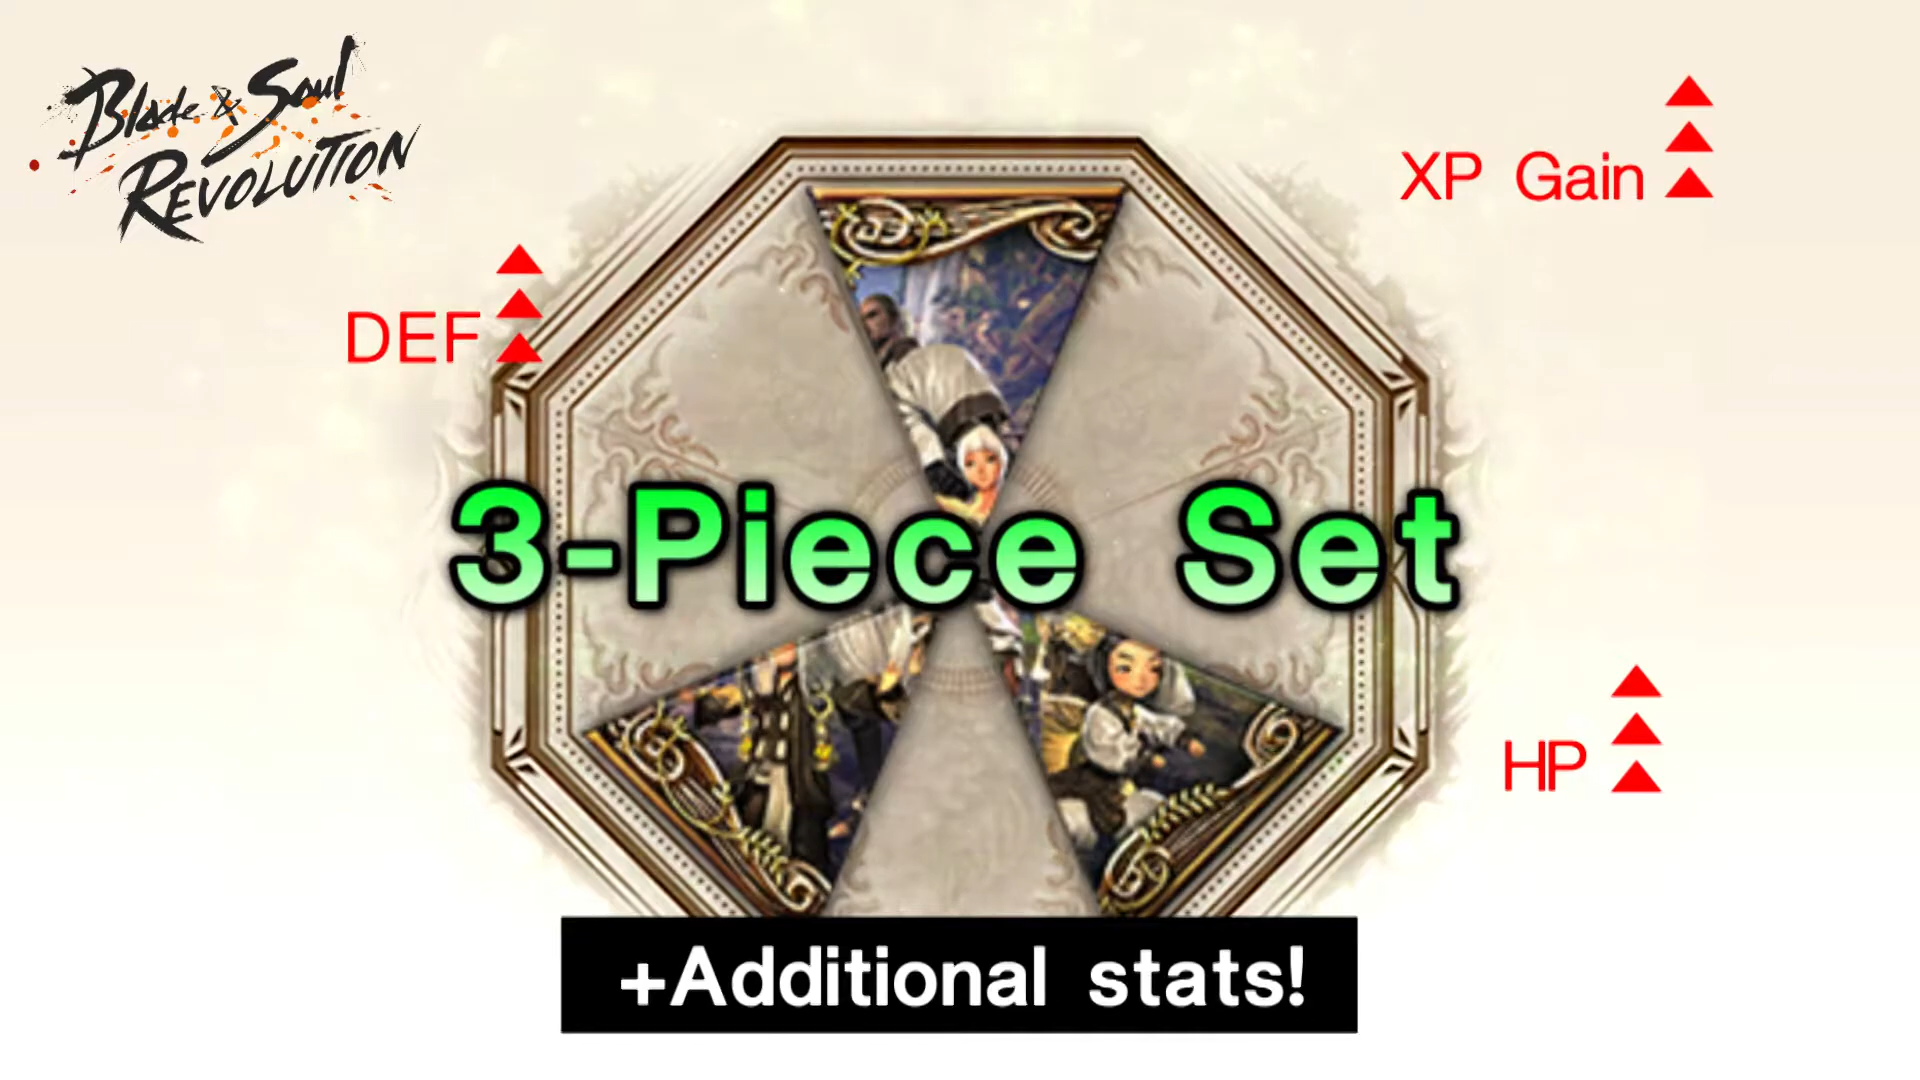 Blade & Soul
REVOLUTION
XP Gain
DEF
3-Piece Set
HP
+Additional stats!